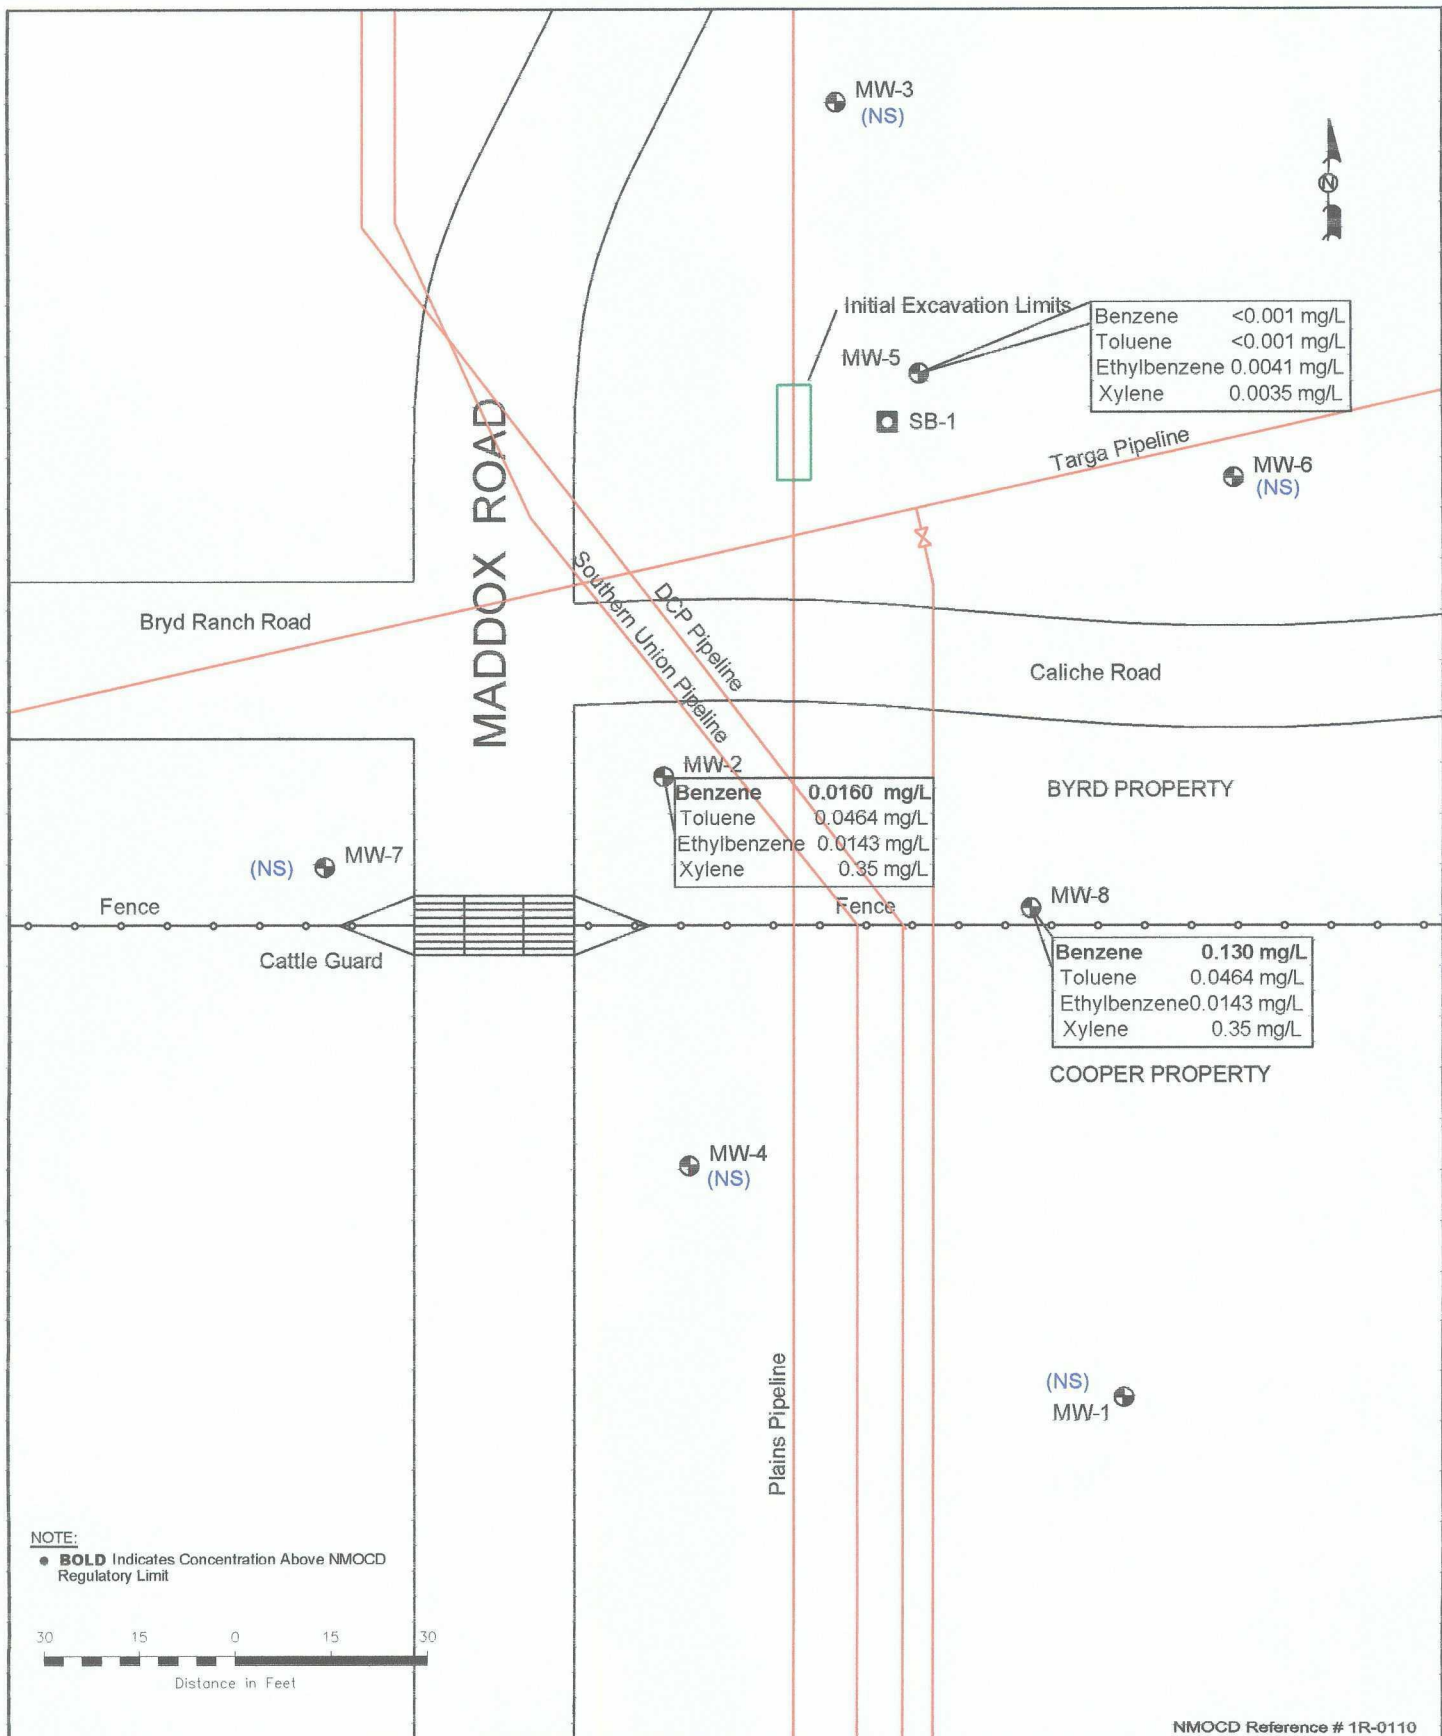 MW-3
(NS)
N
Initial Excavation Limits
Benzene <0.001 mg/L
Toluene <0.001 mg/L
Ethylbenzene 0.0041 mg/L
Xylene 0.0035 mg/L
MW-5
SB-1
MADDOX ROAD
Targa Pipeline
MW-6
(NS)
Southern Union Pipeline
DCP Pipeline
Bryd Ranch Road
Caliche Road
MW-2
Benzene 0.0160 mg/L
Toluene 0.0464 mg/L
Ethylbenzene 0.0143 mg/L
Xylene 0.35 mg/L
BYRD PROPERTY
(NS) MW-7
Fence
Fence
MW-8
Cattle Guard
Benzene 0.130 mg/L
Toluene 0.0464 mg/L
Ethylbenzene0.0143 mg/L
Xylene 0.35 mg/L
COOPER PROPERTY
MW-4
(NS)
Plains Pipeline
(NS)
MW-1
NOTE:
• BOLD Indicates Concentration Above NMOCD
Regulatory Limit
30 15 0 15 30
Distance in Feet
NMOCD Reference # 1R-0110